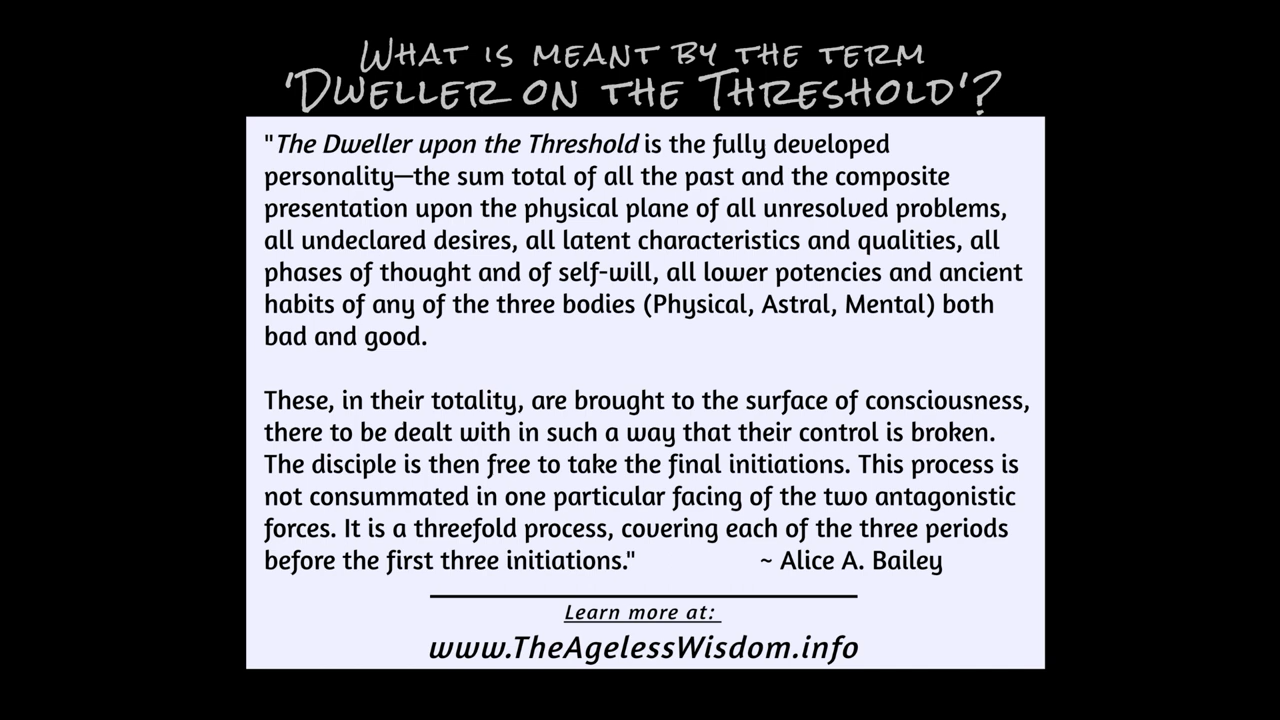 What is meant by the term
'Dweller on the Threshold'?
"The Dweller upon the Threshold is the fully developed
personality—the sum total of all the past and the composite
presentation upon the physical plane of all unresolved problems,
all undeclared desires, all latent characteristics and qualities, all
phases of thought and of self-will, all lower potencies and ancient
habits of any of the three bodies (Physical, Astral, Mental) both
bad and good.
These, in their totality, are brought to the surface of consciousness,
there to be dealt with in such a way that their control is broken.
The disciple is then free to take the final initiations. This process is
not consummated in one particular facing of the two antagonistic
forces. It is a threefold process, covering each of the three periods
before the first three initiations." ~ Alice A. Bailey
Learn more at:
www.TheAgelessWisdom.info